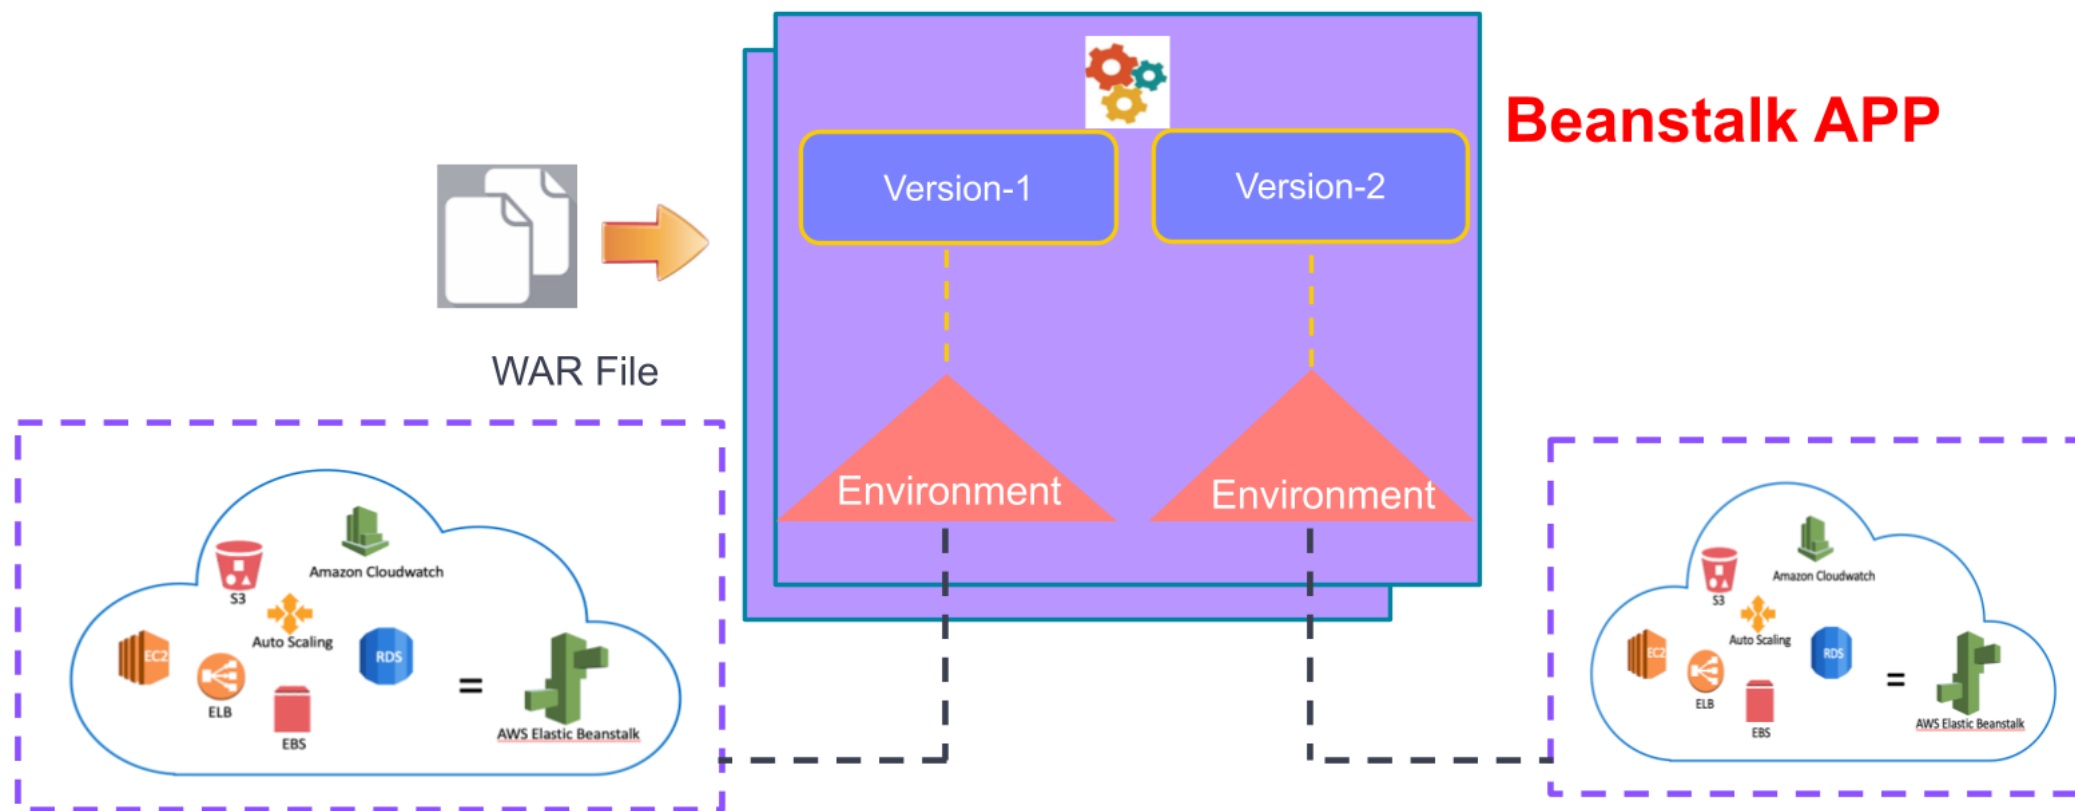 Beanstalk APP
Version-1
Version-2
WAR File
Environment
Environment
Amazon Cloudwatch
S3
Auto Scaling
EC2
RDS
ELB
=
EBS
AWS Elastic Beanstalk
Amazon Cloudwatch
S3
Auto Scaling
EC2
RDS
ELB
=
EBS
AWS Elastic Beanstalk